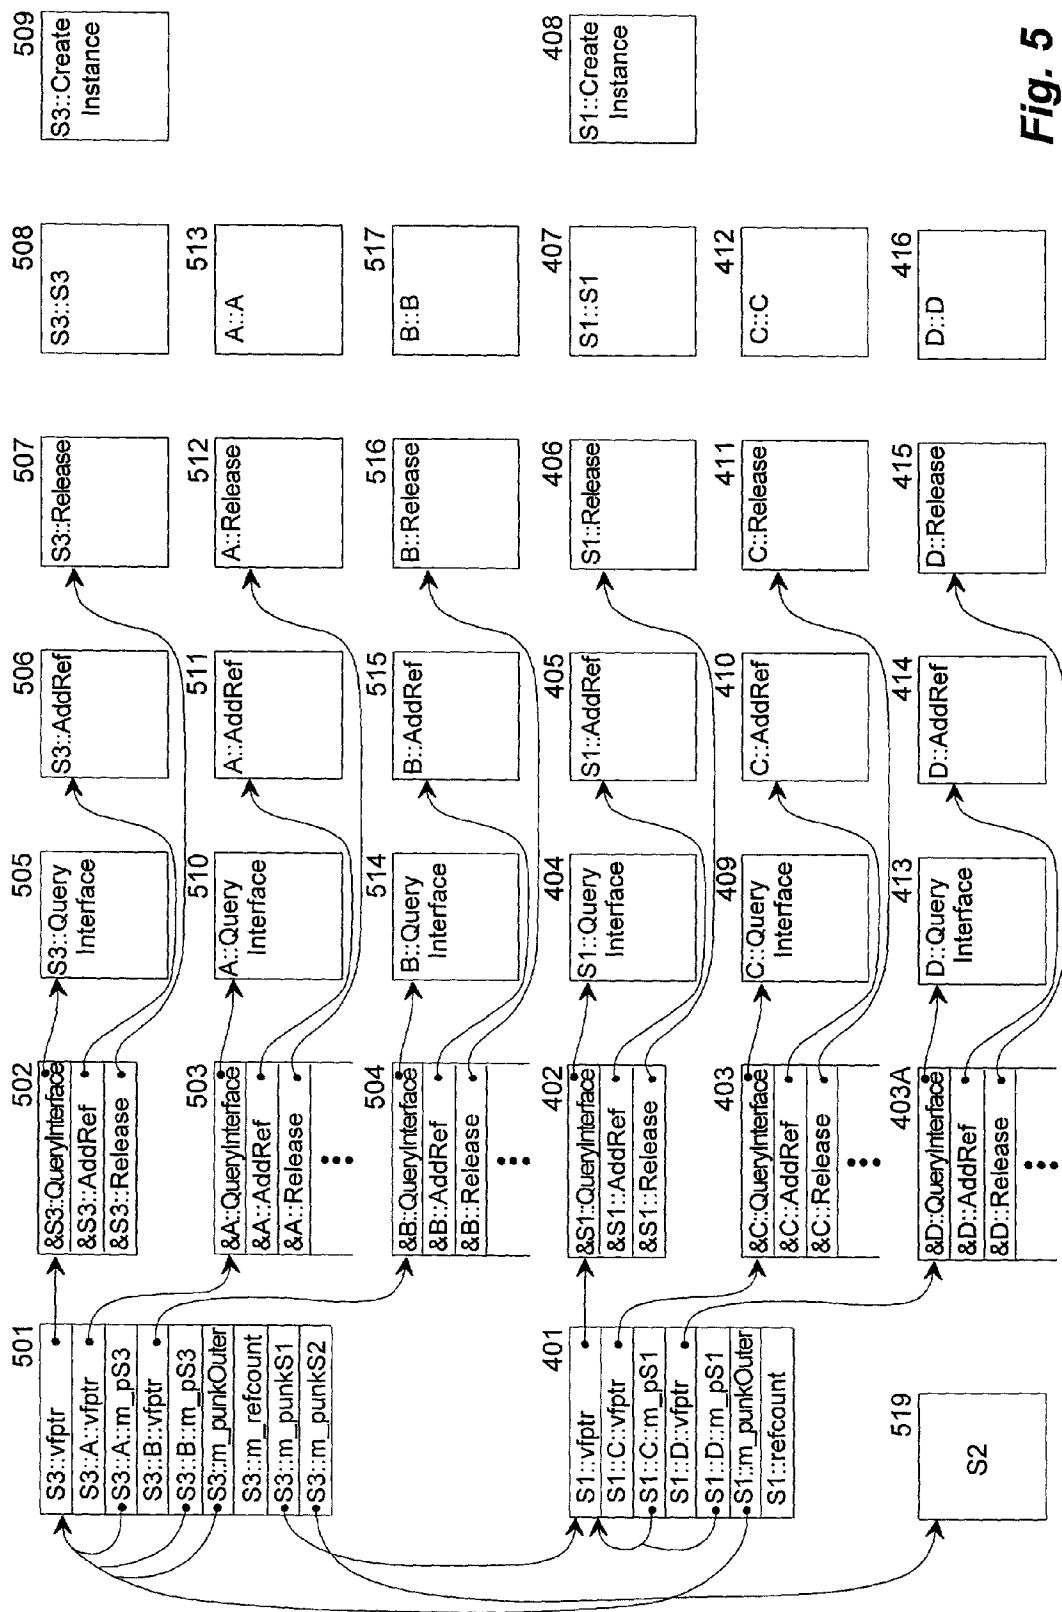 501
S3::vfptr
S3::A::vfptr
S3::A::m_pS3
S3::B::vfptr
S3::B::m_pS3
S3::m_punkOuter
S3::m_refcount
S3::m_punkS1
S3::m_punkS2
502
&S3::QueryInterface
&S3::AddRef
&S3::Release
505
S3::Query
Interface
506
S3::AddRef
507
S3::Release
508
S3::S3
509
S3::Create
Instance
503
&A::QueryInterface
&A::AddRef
&A::Release
510
A::Query
Interface
511
A::AddRef
512
A::Release
513
A::A
504
&B::QueryInterface
&B::AddRef
&B::Release
514
B::Query
Interface
515
B::AddRef
516
B::Release
517
B::B
401
S1::vfptr
S1::C::vfptr
S1::C::m_pS1
S1::D::vfptr
S1::D::m_pS1
S1::m_punkOuter
S1::refcount
402
&S1::QueryInterface
&S1::AddRef
&S1::Release
404
S1::Query
Interface
405
S1::AddRef
406
S1::Release
407
S1::S1
408
S1::Create
Instance
403
&C::QueryInterface
&C::AddRef
&C::Release
409
C::Query
Interface
410
C::AddRef
411
C::Release
412
C::C
519
S2
403A
&D::QueryInterface
&D::AddRef
&D::Release
413
D::Query
Interface
414
D::AddRef
415
D::Release
416
D::D
Fig. 5